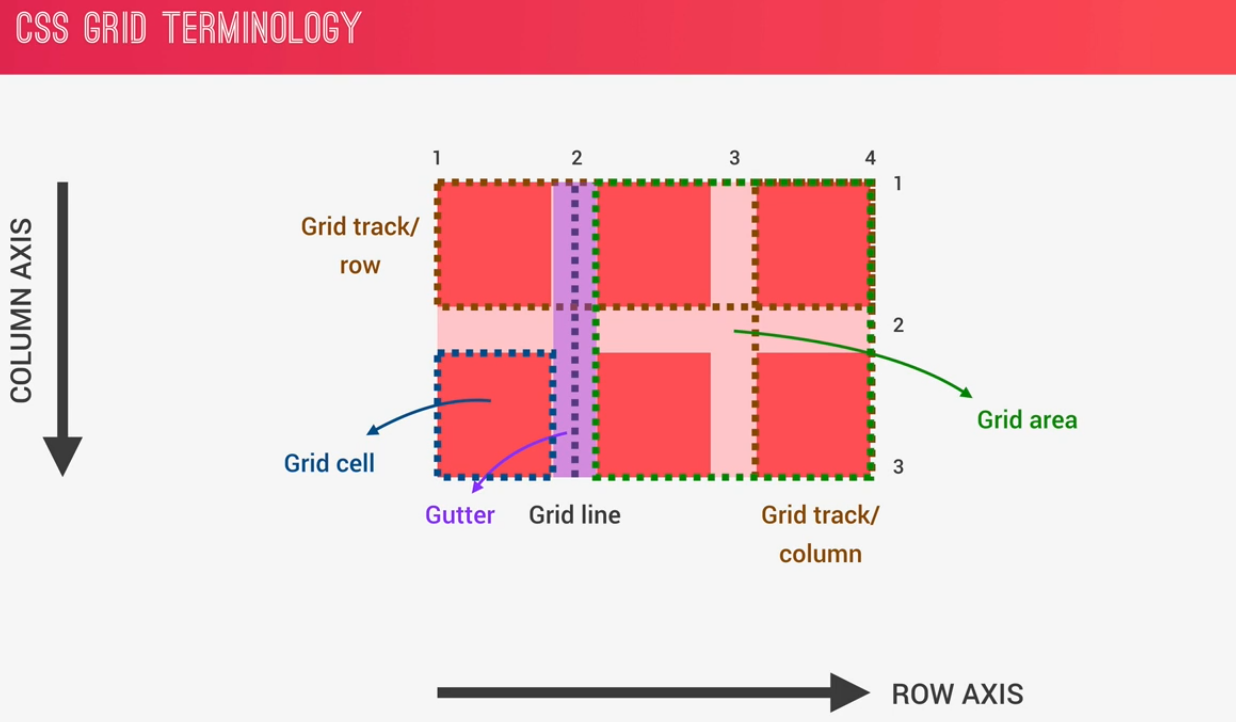 CSS GRID TERMINOLOGY
1 2 3 4
1
Grid track/
row
COLUMN AXIS
2
Grid area
Grid cell
3
Gutter
Grid line
Grid track/
column
ROW AXIS